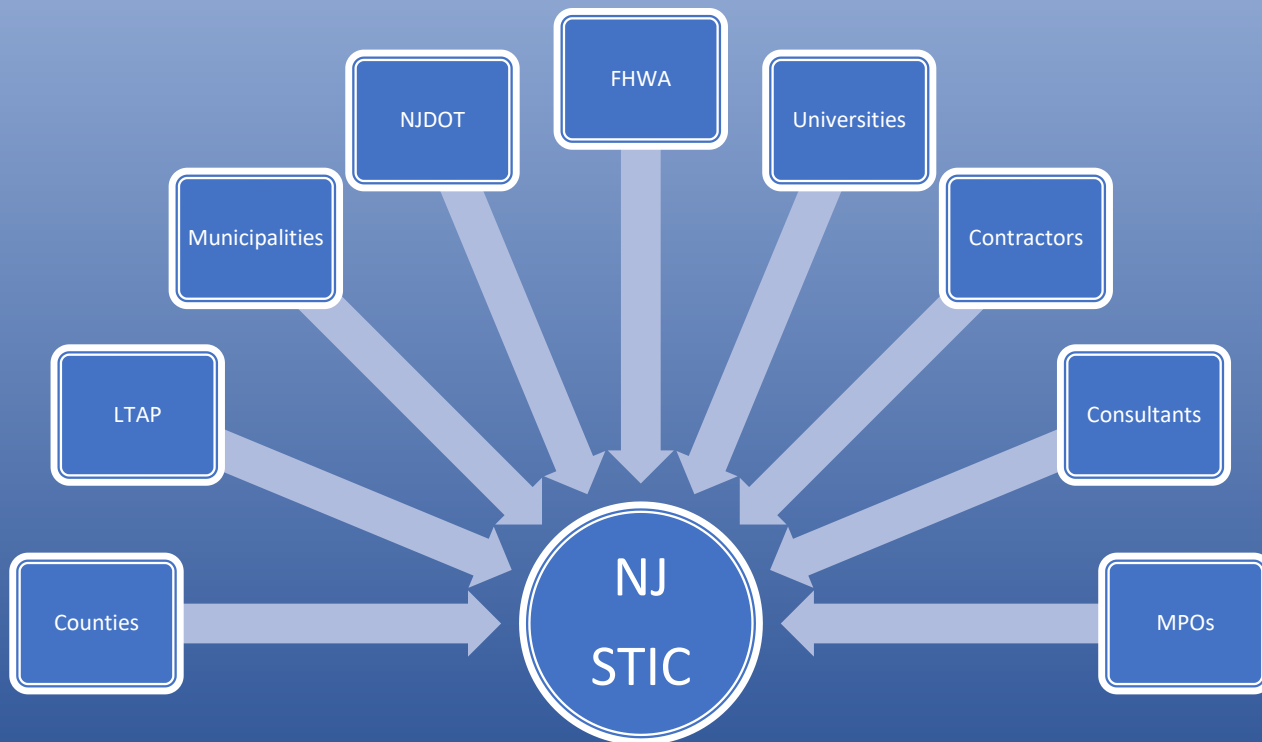 FHWA
NJDOT
Universities
Municipalities
Contractors
LTAP
Consultants
Counties
NJ
STIC
MPOs